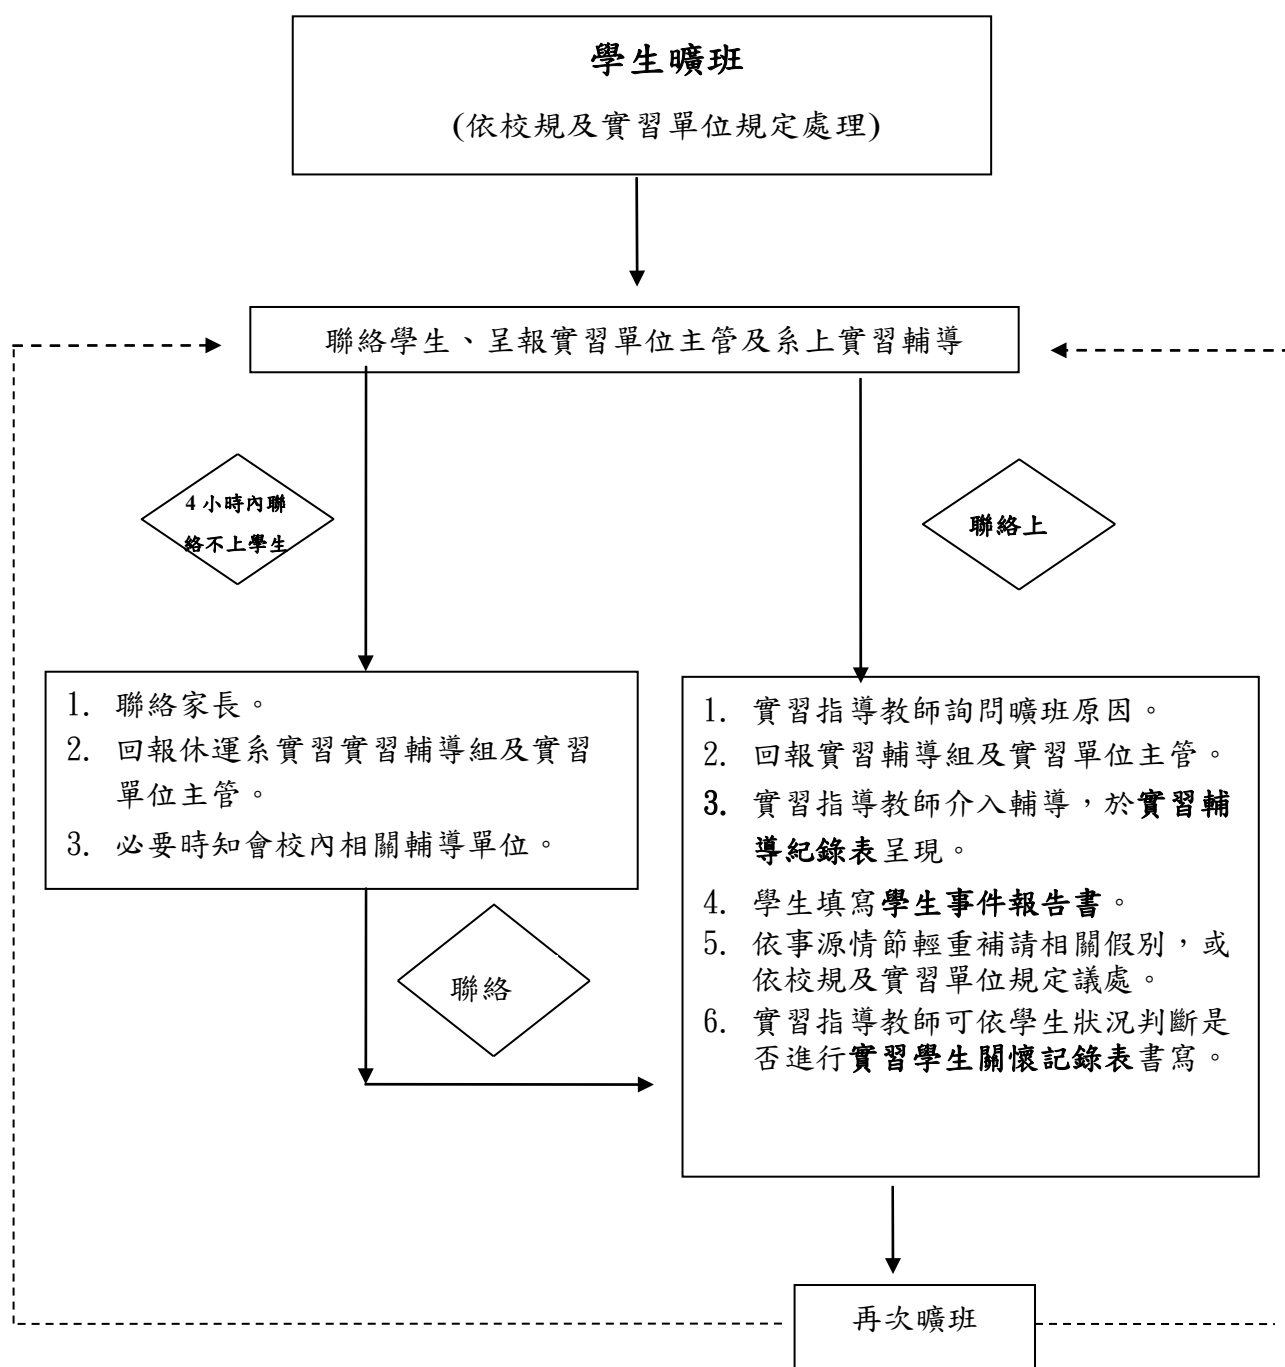 學生曠班
(依校規及實習單位規定處理)
聯絡學生、呈報實習單位主管及系上實習輔導
4 小時內聯
絡不上學生
聯絡上
1. 聯絡家長。
2. 回報休運系實習實習輔導組及實習
單位主管。
3. 必要時知會校內相關輔導單位。
聯絡
1. 實習指導教師詢問曠班原因。
2. 回報實習輔導組及實習單位主管。
3. 實習指導教師介入輔導，於實習輔
導紀錄表呈現。
4. 學生填寫學生事件報告書。
5. 依事源情節輕重補請相關假別，或
依校規及實習單位規定議處。
6. 實習指導教師可依學生狀況判斷是
否進行實習學生關懷記錄表書寫。
再次曠班